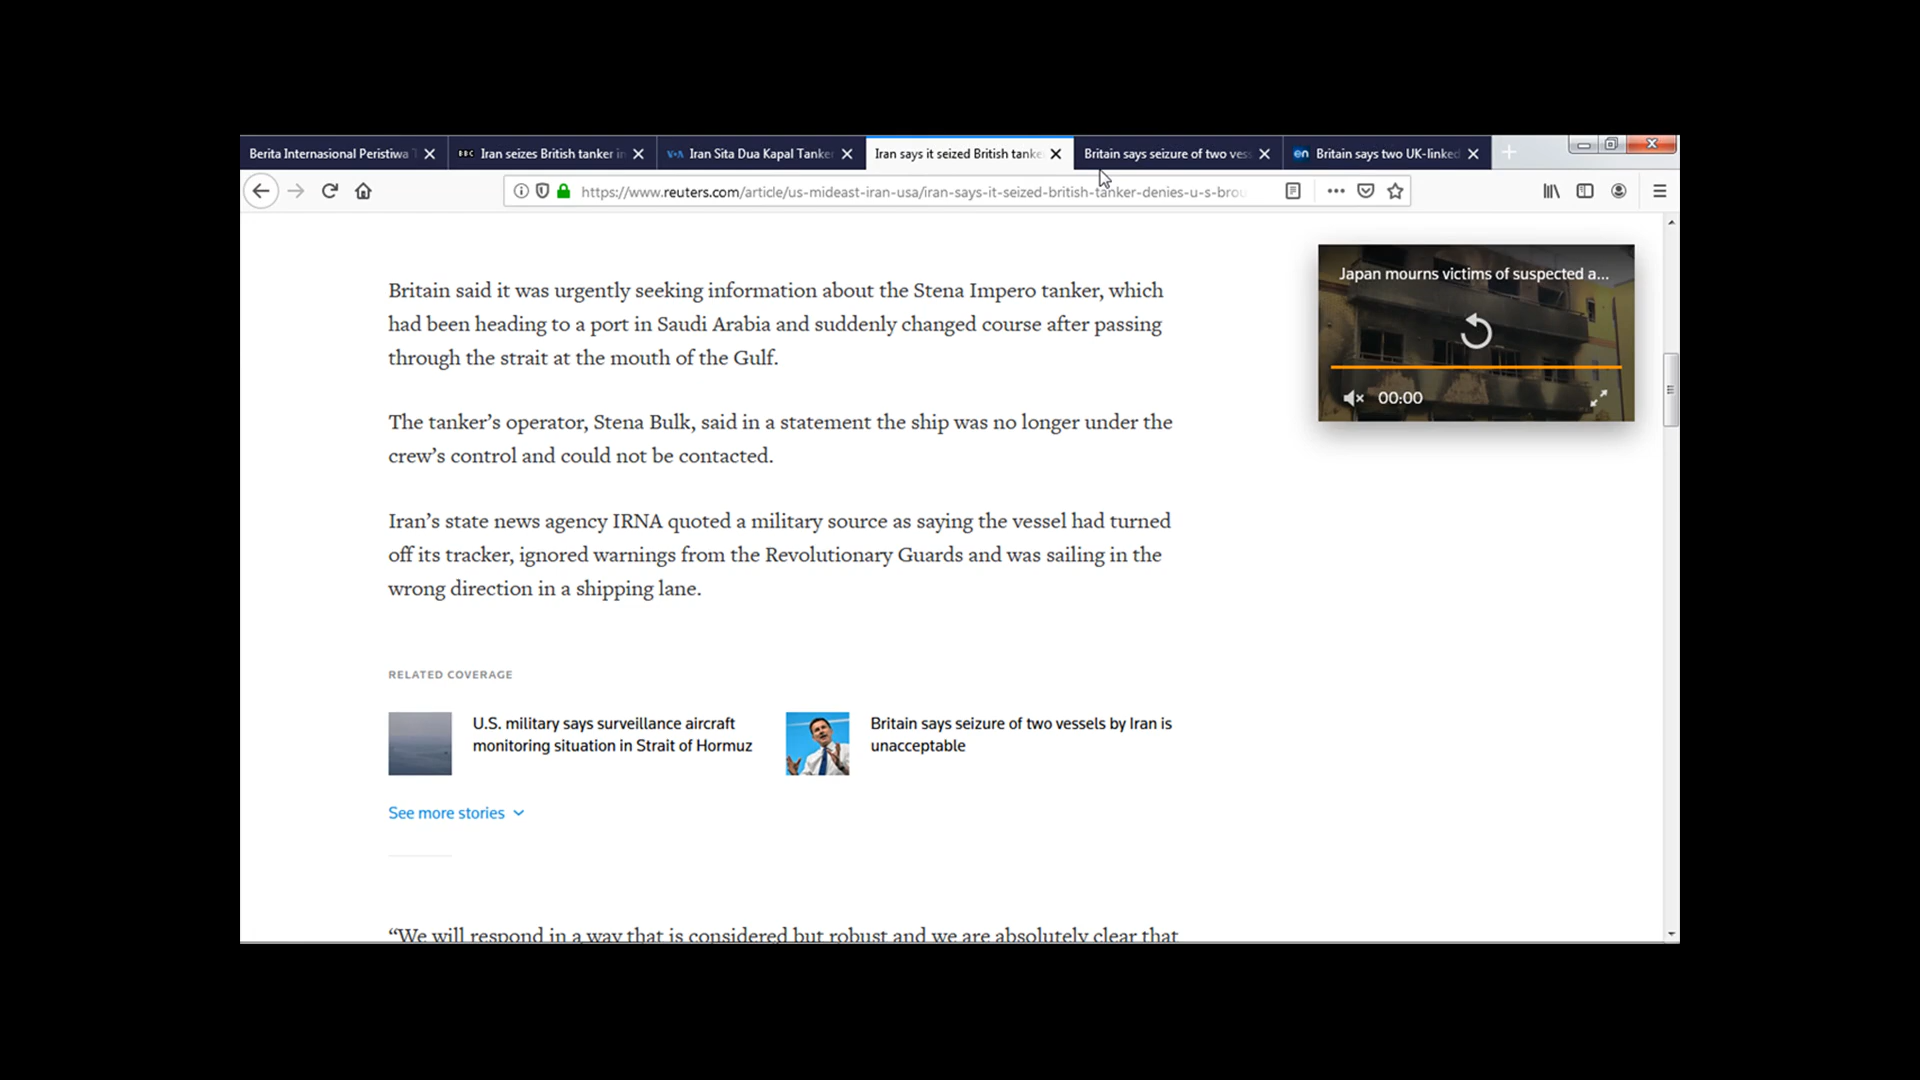 Berita Internasional Peristiwa
BBC Iran seizes British tanker in
VOA Iran Sita Dua Kapal Tanker
Iran says it seized British tanke
Britain says seizure of two vess
en Britain says two UK-linked
https://www.reuters.com/article/us-mideast-iran-usa/iran-says-it-seized-british-tanker-denies-u-s-brou
Britain said it was urgently seeking information about the Stena Impero tanker, which
had been heading to a port in Saudi Arabia and suddenly changed course after passing
through the strait at the mouth of the Gulf.
The tanker’s operator, Stena Bulk, said in a statement the ship was no longer under the
crew’s control and could not be contacted.
Iran’s state news agency IRNA quoted a military source as saying the vessel had turned
off its tracker, ignored warnings from the Revolutionary Guards and was sailing in the
wrong direction in a shipping lane.
Japan mourns victims of suspected a...
00:00
RELATED COVERAGE
U.S. military says surveillance aircraft
monitoring situation in Strait of Hormuz
Britain says seizure of two vessels by Iran is
unacceptable
See more stories
“We will respond in a way that is considered but robust and we are absolutely clear that